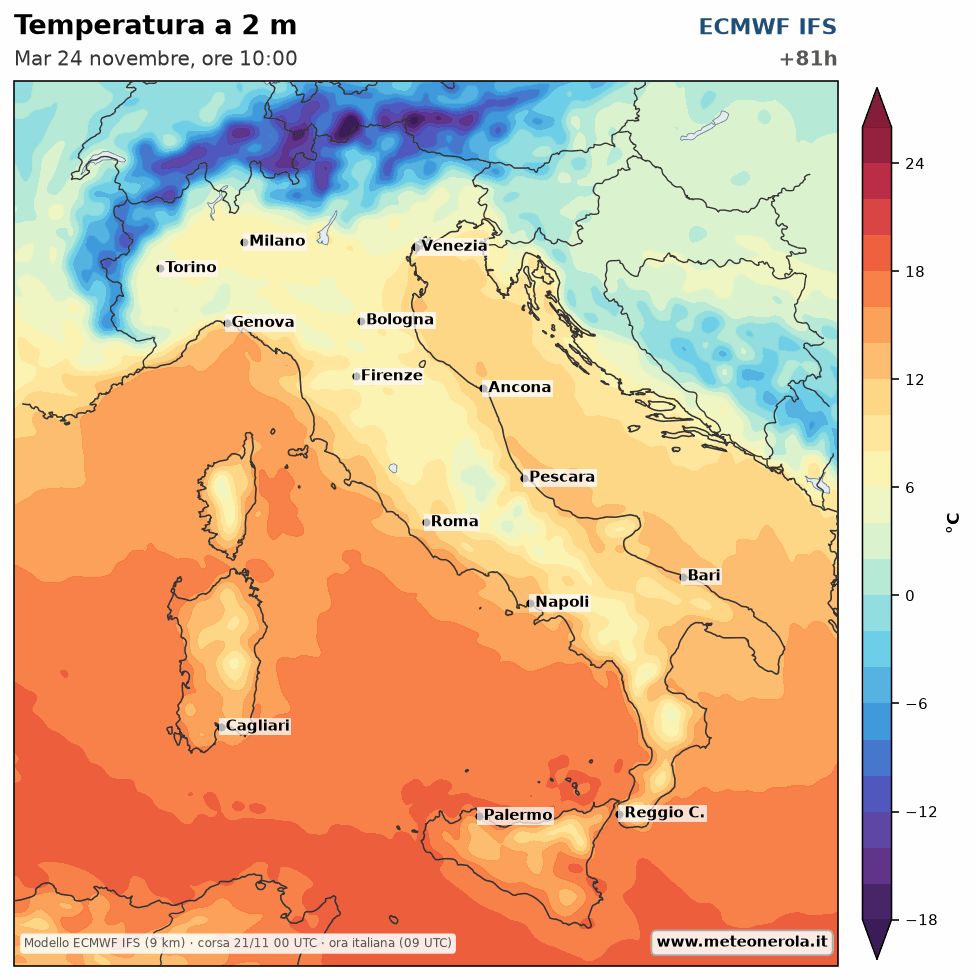 Temperatura a 2 m
ECMWF IFS
Mar 24 novembre, ore 10:00
+81h
Milano
Venezia
Torino
Genova
Bologna
Firenze
Ancona
Pescara
Roma
Bari
Napoli
Cagliari
Palermo
Reggio C.
24
18
12
6
0
−6
−12
−18
°C
Modello ECMWF IFS (9 km) · corsa 21/11 00 UTC · ora italiana (09 UTC)
www.meteonerola.it